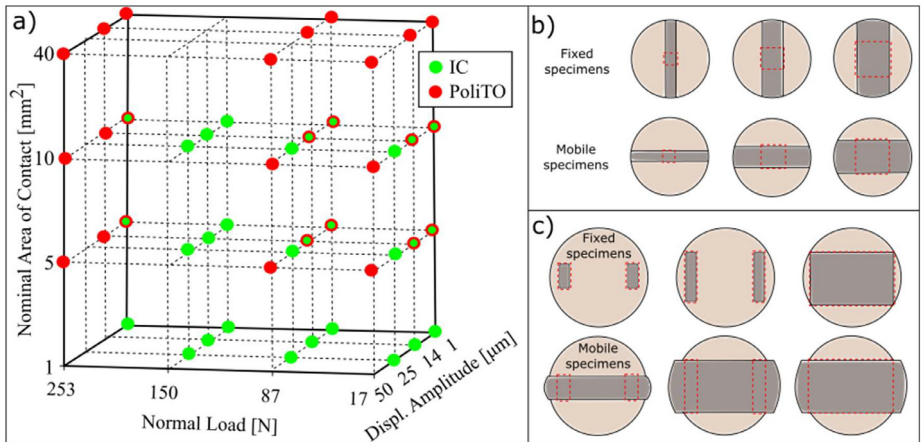 a)
Nominal Area of Contact [mm²]
40
10
5
1
253
150
87
17
Normal Load [N]
50
25
14
1
Displ. Amplitude [µm]
IC
PoliTO
b)
Fixed
specimens
Mobile
specimens
c)
Fixed
specimens
Mobile
specimens